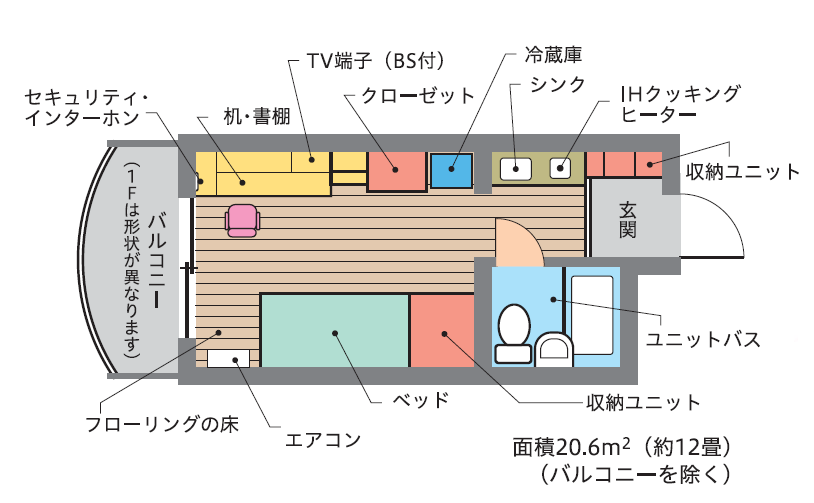 TV端子（BS付）
冷蔵庫
クローゼット
シンク
IHクッキング
ヒーター
セキュリティ・
インターホン
机・書棚
収納ユニット
バルコニー
（1Fは形状が異なります）
玄関
ユニットバス
フローリングの床
エアコン
ベッド
収納ユニット
面積20.6m²（約12畳）
（バルコニーを除く）